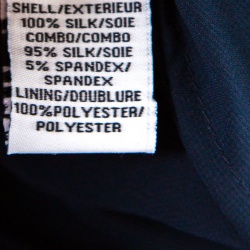 SHELL/EXTERIEUR
100% SILK/SOIE
COMBO/COMBO
95% SILK/SOIE
5% SPANDEX/
SPANDEX
LINING/DOUBLURE
100%POLYESTER/
POLYESTER